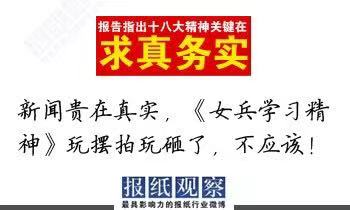 报告指出十八大精神关键在
求真务实
新闻贵在真实，《女兵学习精
神》玩摆拍玩砸了，不应该！
报纸观察
最具影响力的报纸行业微博